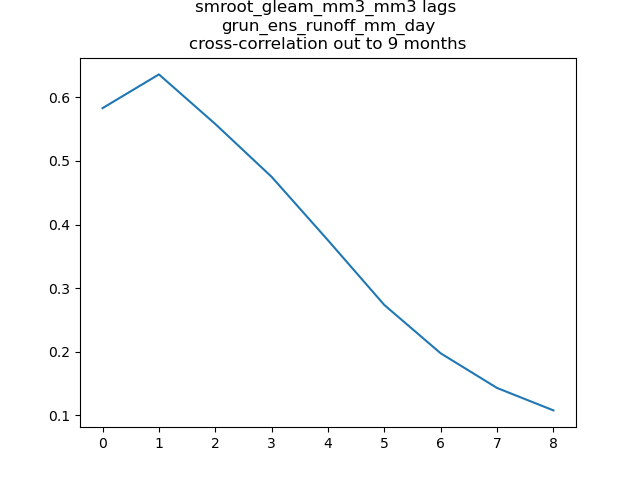 smroot_gleam_mm3_mm3 lags
grun_ens_runoff_mm_day
cross-correlation out to 9 months
0.6
0.5
0.4
0.3
0.2
0.1
0 1 2 3 4 5 6 7 8